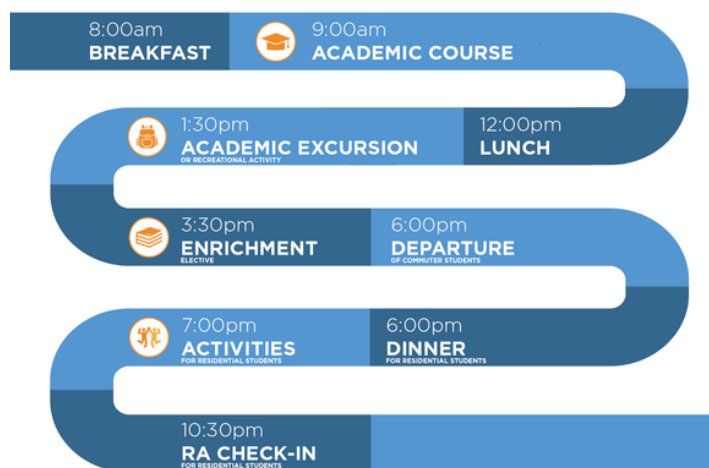 8:00am
BREAKFAST
9:00am
ACADEMIC COURSE
12:00pm
LUNCH
1:30pm
ACADEMIC EXCURSION
OR RECREATIONAL ACTIVITY
3:30pm
ENRICHMENT
ELECTIVE
6:00pm
DEPARTURE
OF COMMUTER STUDENTS
6:00pm
DINNER
FOR RESIDENTIAL STUDENTS
7:00pm
ACTIVITIES
FOR RESIDENTIAL STUDENTS
10:30pm
RA CHECK-IN
FOR RESIDENTIAL STUDENTS